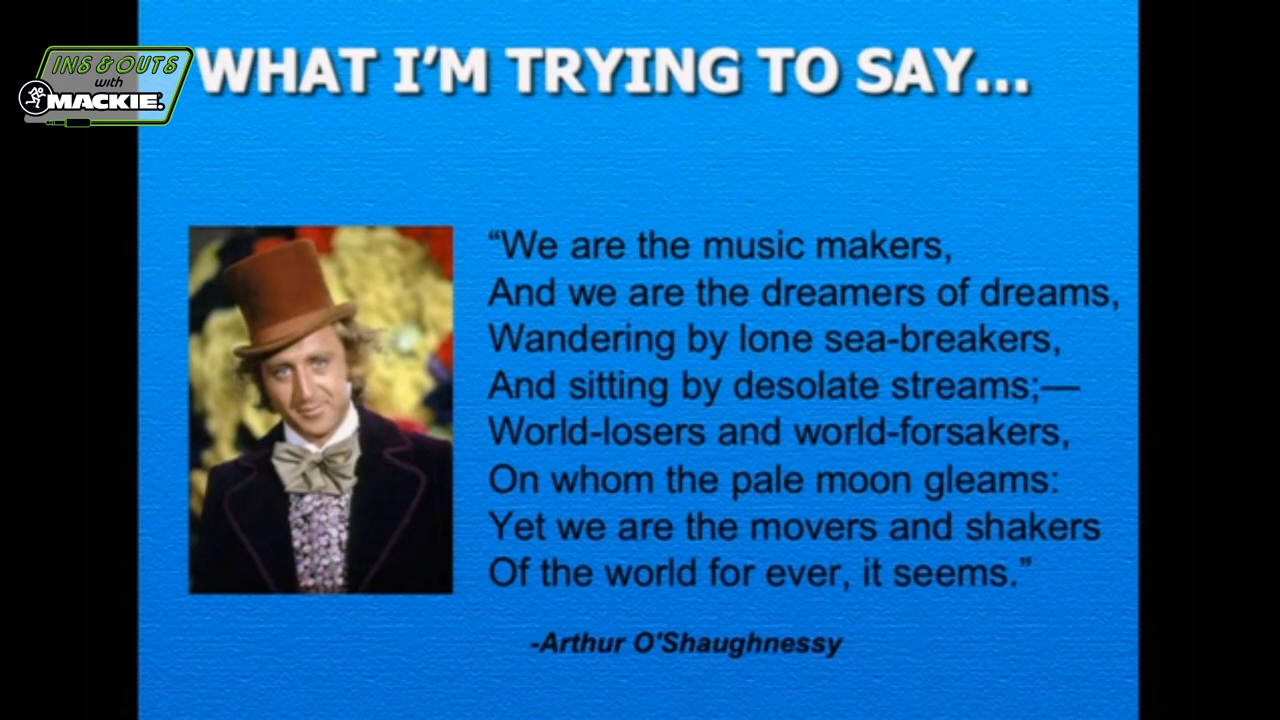 INS & OUTS
with
MACKIE.
WHAT I'M TRYING TO SAY...
“We are the music makers,
And we are the dreamers of dreams,
Wandering by lone sea-breakers,
And sitting by desolate streams;—
World-losers and world-forsakers,
On whom the pale moon gleams:
Yet we are the movers and shakers
Of the world for ever, it seems.”
-Arthur O'Shaughnessy